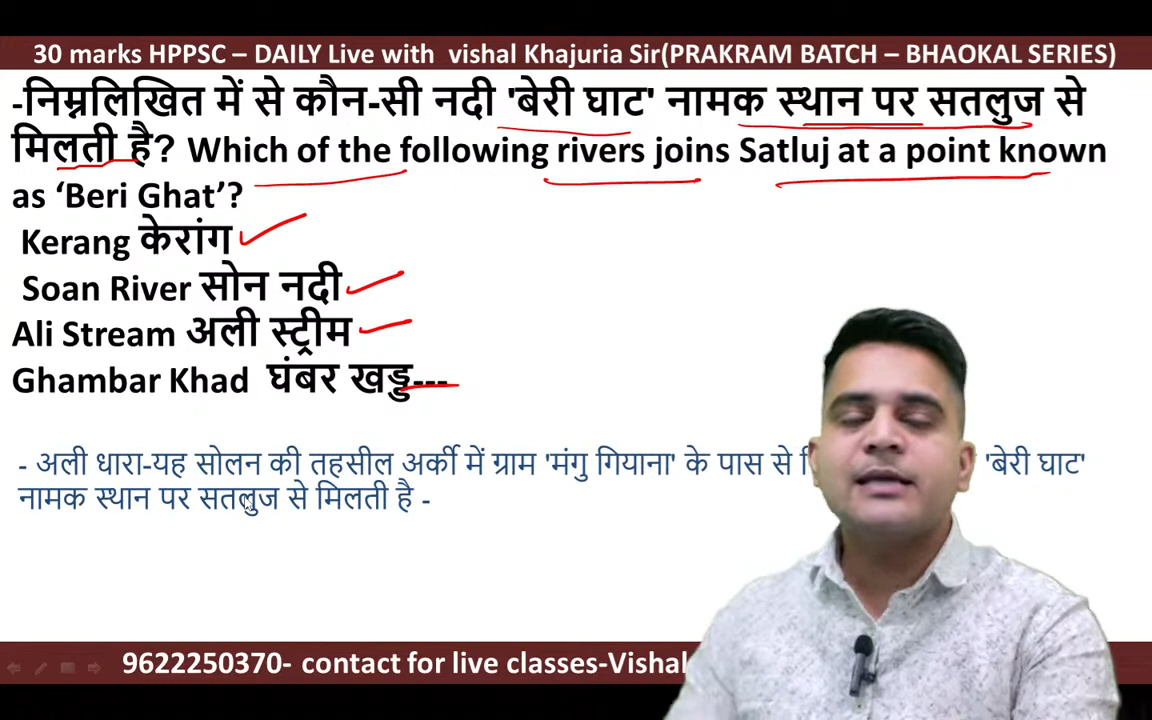 30 marks HPPSC – DAILY Live with vishal Khajuria Sir(PRAKRAM BATCH – BHAOKAL SERIES)
-निम्नलिखित में से कौन-सी नदी 'बेरी घाट' नामक स्थान पर सतलुज से
मिलती है? Which of the following rivers joins Satluj at a point known
as ‘Beri Ghat’?
Kerang केरांग
Soan River सोन नदी
Ali Stream अली स्ट्रीम
Ghambar Khad घंबर खड्ड---
- अली धारा-यह सोलन की तहसील अर्की में ग्राम 'मंगु गियाना' के पास से 'बेरी घाट'
नामक स्थान पर सतलुज से मिलती है -
9622250370- contact for live classes-Vishal